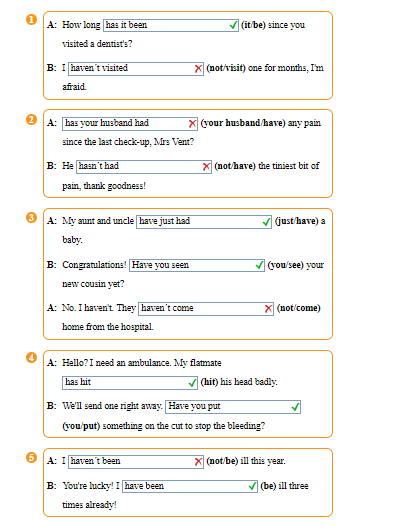 1 A: How long has it been (it/be) since you
visited a dentist's?
B: I haven´t visited (not/visit) one for months, I'm
afraid.
2 A: has your husband had (your husband/have) any pain
since the last check-up, Mrs Vent?
B: He hasn´t had (not/have) the tiniest bit of
pain, thank goodness!
3 A: My aunt and uncle have just had (just/have) a
baby.
B: Congratulations! Have you seen (you/see) your
new cousin yet?
A: No. I haven't. They haven´t come (not/come)
home from the hospital.
4 A: Hello? I need an ambulance. My flatmate
has hit (hit) his head badly.
B: We'll send one right away. Have you put
(you/put) something on the cut to stop the bleeding?
5 A: I haven´t been (not/be) ill this year.
B: You're lucky! I have been (be) ill three
times already!